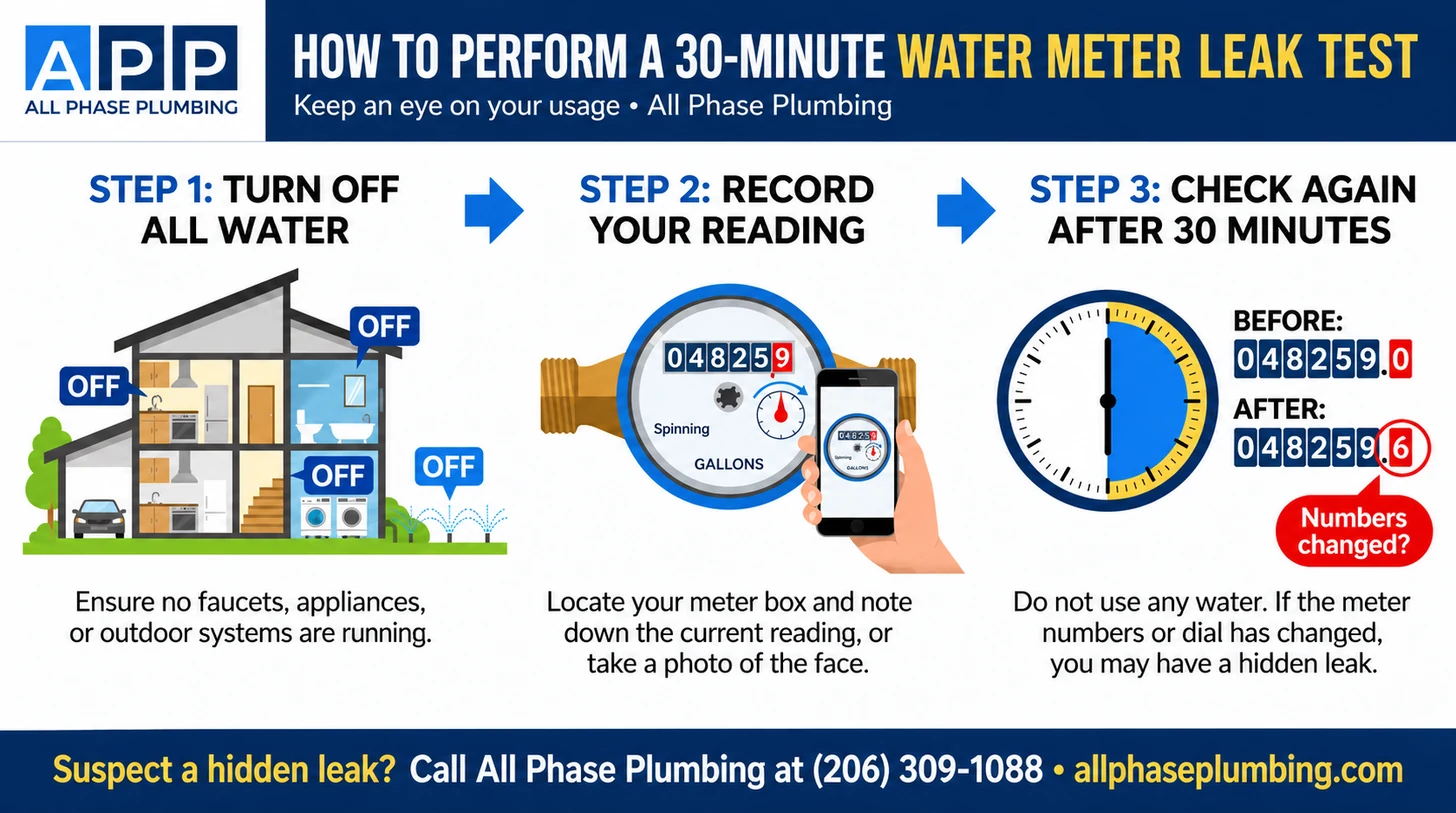 APP
ALL PHASE PLUMBING
HOW TO PERFORM A 30-MINUTE WATER METER LEAK TEST
Keep an eye on your usage • All Phase Plumbing
STEP 1: TURN OFF
ALL WATER
OFF
OFF
OFF
OFF
Ensure no faucets, appliances,
or outdoor systems are running.
STEP 2: RECORD
YOUR READING
048259
Spinning
GALLONS
048259
Spinning
GALLONS
Locate your meter box and note
down the current reading, or
take a photo of the face.
STEP 3: CHECK AGAIN
AFTER 30 MINUTES
BEFORE:
048259.0
AFTER:
048259.6
Numbers
changed?
Do not use any water. If the meter
numbers or dial has changed,
you may have a hidden leak.
Suspect a hidden leak? Call All Phase Plumbing at (206) 309-1088 • allphaseplumbing.com